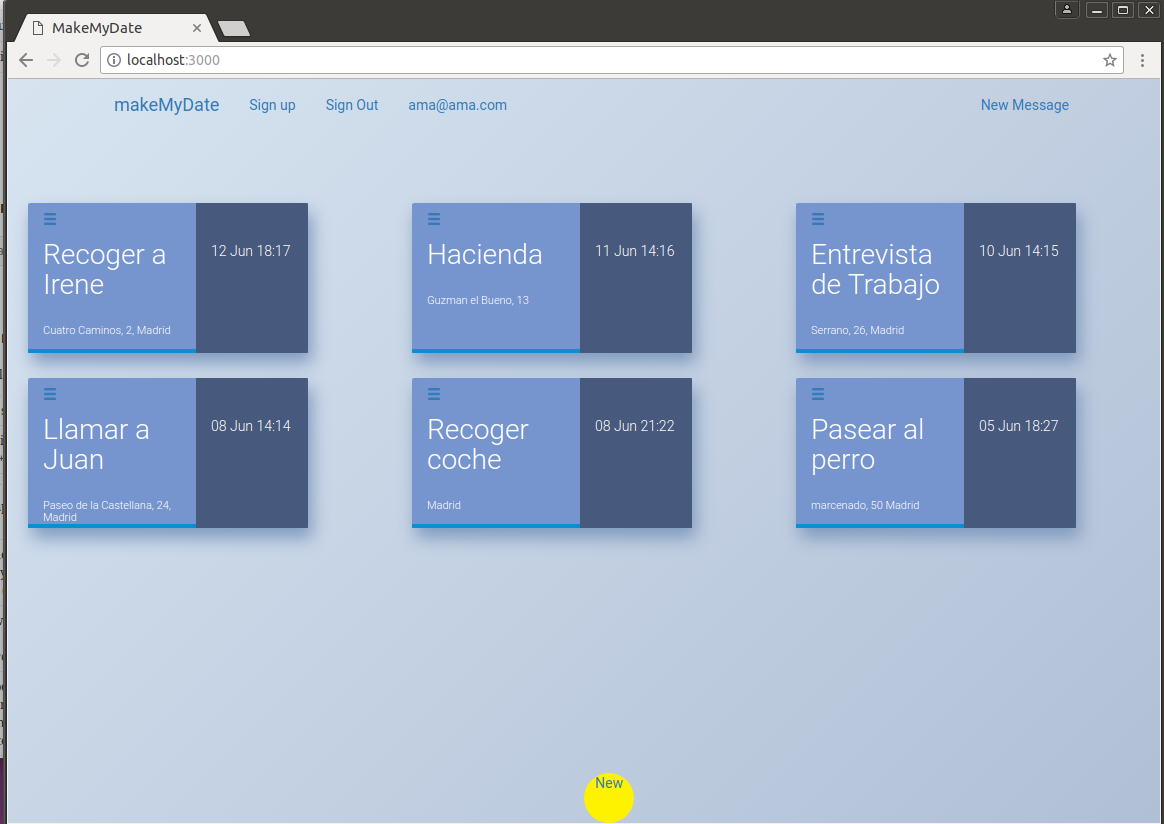 MakeMyDate
localhost:3000
makeMyDate Sign up Sign Out ama@ama.com New Message
Recoger a
Irene
Cuatro Caminos, 2, Madrid
12 Jun 18:17
Hacienda
Guzman el Bueno, 13
11 Jun 14:16
Entrevista
de Trabajo
Serrano, 26, Madrid
10 Jun 14:15
Llamar a
Juan
Paseo de la Castellana, 24,
Madrid
08 Jun 14:14
Recoger
coche
Madrid
08 Jun 21:22
Pasear al
perro
marcenado, 50 Madrid
05 Jun 18:27
New